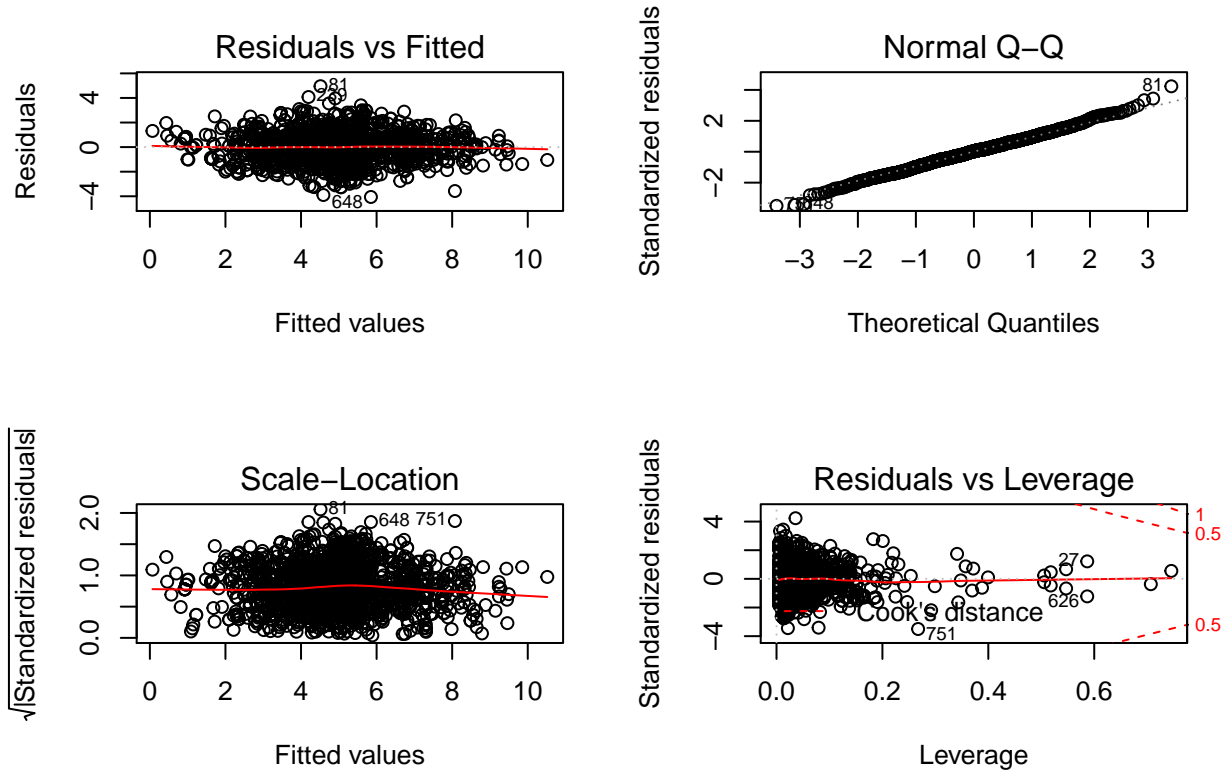 Residuals vs Fitted
Residuals
4
0
−4
81
239
648
0 2 4 6 8 10
Fitted values
Normal Q−Q
Standardized residuals
2
−2
81
0
−3 −2 −1 0 1 2 3
Theoretical Quantiles
Scale−Location
√|Standardized residuals|
2.0
1.0
0.0
81
648 751
0 2 4 6 8 10
Fitted values
Residuals vs Leverage
Standardized residuals
4
0
−4
1
0.5
0.5
27
626
Cook's distance
751
0.0 0.2 0.4 0.6
Leverage